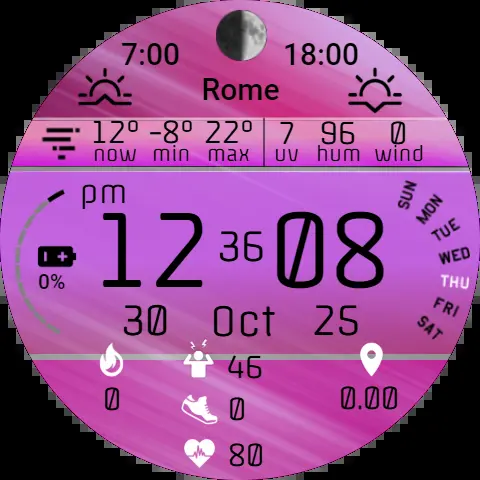 7:00 18:00
Rome
12° -8° 22° 7 96 0
now min max uv hum wind
pm
12 36 08
0%
30 Oct 25
SUN
MON
TUE
WED
THU
FRI
SAT
46
0 0 0.00
80